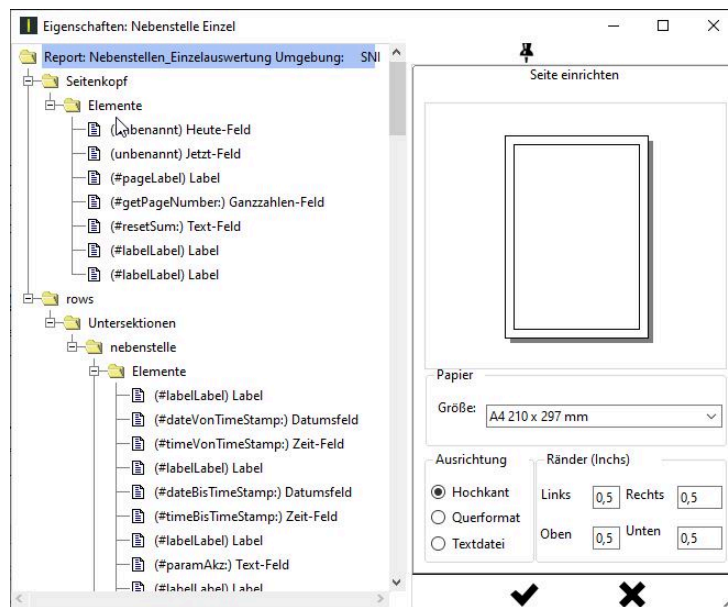 Eigenschaften: Nebenstelle Einzel
Report: Nebenstellen_Einzelauswertung Umgebung: SNI
Seitenkopf
Elemente
(unbenannt) Heute-Feld
(unbenannt) Jetzt-Feld
(#pageLabel) Label
(#getPageNumber:) Ganzzahlen-Feld
(#resetSum:) Text-Feld
(#labelLabel) Label
(#labelLabel) Label
rows
Untersektionen
nebenstelle
Elemente
(#labelLabel) Label
(#dateVonTimeStamp:) Datumsfeld
(#timeVonTimeStamp:) Zeit-Feld
(#labelLabel) Label
(#dateBisTimeStamp:) Datumsfeld
(#timeBisTimeStamp:) Zeit-Feld
(#labelLabel) Label
(#paramAkz:) Text-Feld
(#labelLabel) Label
Seite einrichten
Papier
Größe: A4 210 x 297 mm
Ausrichtung
Hochkant
Querformat
Textdatei
Ränder (Inchs)
Links 0,5 Rechts 0,5
Oben 0,5 Unten 0,5